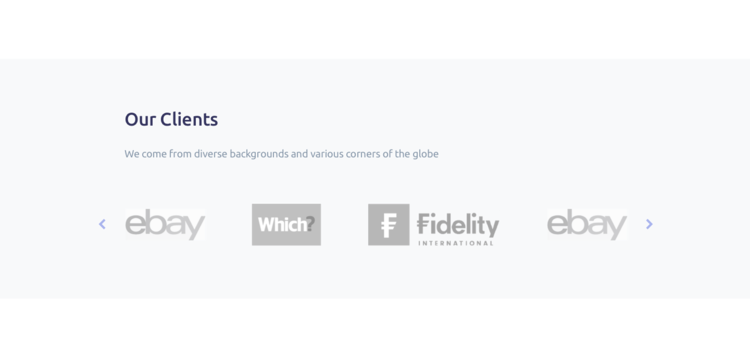 Our Clients
We come from diverse backgrounds and various corners of the globe
ebay Which? F Fidelity ebay
INTERNATIONAL